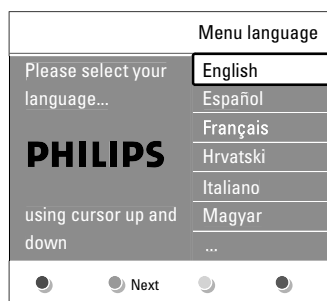 Menu language
Please select your
language...
PHILIPS
using cursor up and
down
English
Español
Français
Hrvatski
Italiano
Magyar
...
Next